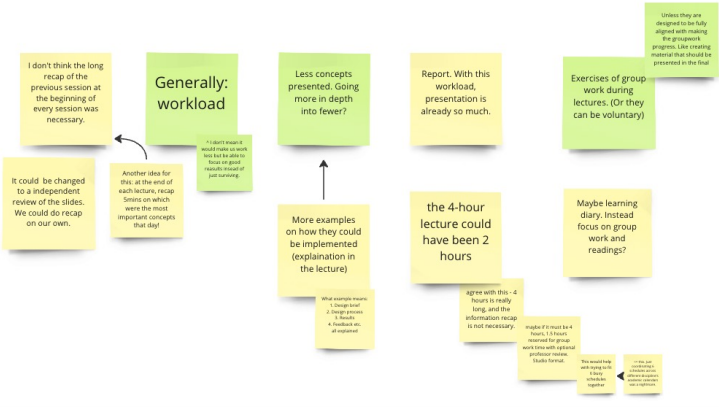 I don't think the long
recap of the
previous session at
the beginning of
every session was
necessary.
Generally:
workload
^ I don't mean it
would make us work
less but be able to
focus on good
reasults insead of
just surviving.
It could be changed
to a independent
review of the slides.
We could do recap
on our own.
Another idea for
this: at the end of
each lecture, recap
5mins on which
were the most
important concepts
that day!
Less concepts
presented. Going
more in depth
into fewer?
More examples
on how they could
be implemented
(explaination in
the lecture)
What example means:
1. Design brief
2. Design process
3. Results
4. Feedback etc.
all explained
Report. With this
workload,
presentation is
already so much.
the 4-hour
lecture could
have been 2
hours
agree with this - 4
hours is really
long, and the
information recap
is not necessary.
maybe if it must be 4
hours, 1.5 hours
reserved for group
work time with optional
professor review.
Studio format.
This would help
with trying to fit
5 busy
schedules
together
Unless they are
designed to be fully
aligned with making
the groupwork
progress. Like creating
material that should be
presented in the final
Exercises of group
work during
lectures. (Or they
can be voluntary)
Maybe learning
diary. Instead
focus on group
work and
readings?